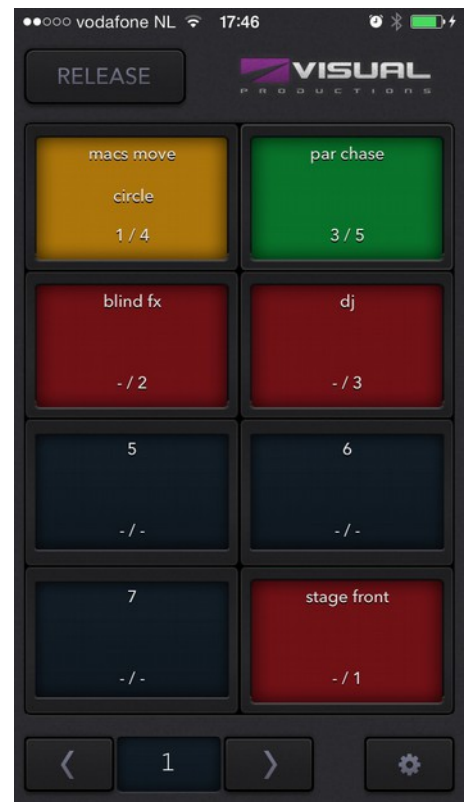 vodafone NL 17:46
RELEASE
VISUAL
PRODUCTIONS
macs move
circle
1 / 4
par chase
3 / 5
blind fx
- / 2
dj
- / 3
5
- / -
6
- / -
7
- / -
stage front
- / 1
1